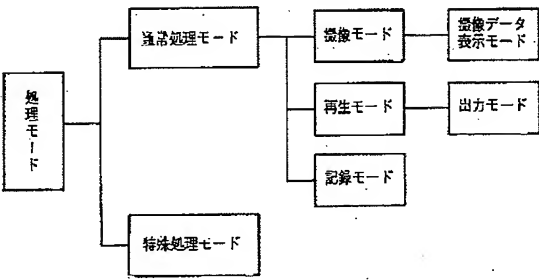 処理モード
通常処理モード
撮像モード
撮像データ
表示モード
再生モード
出力モード
記録モード
特殊処理モード